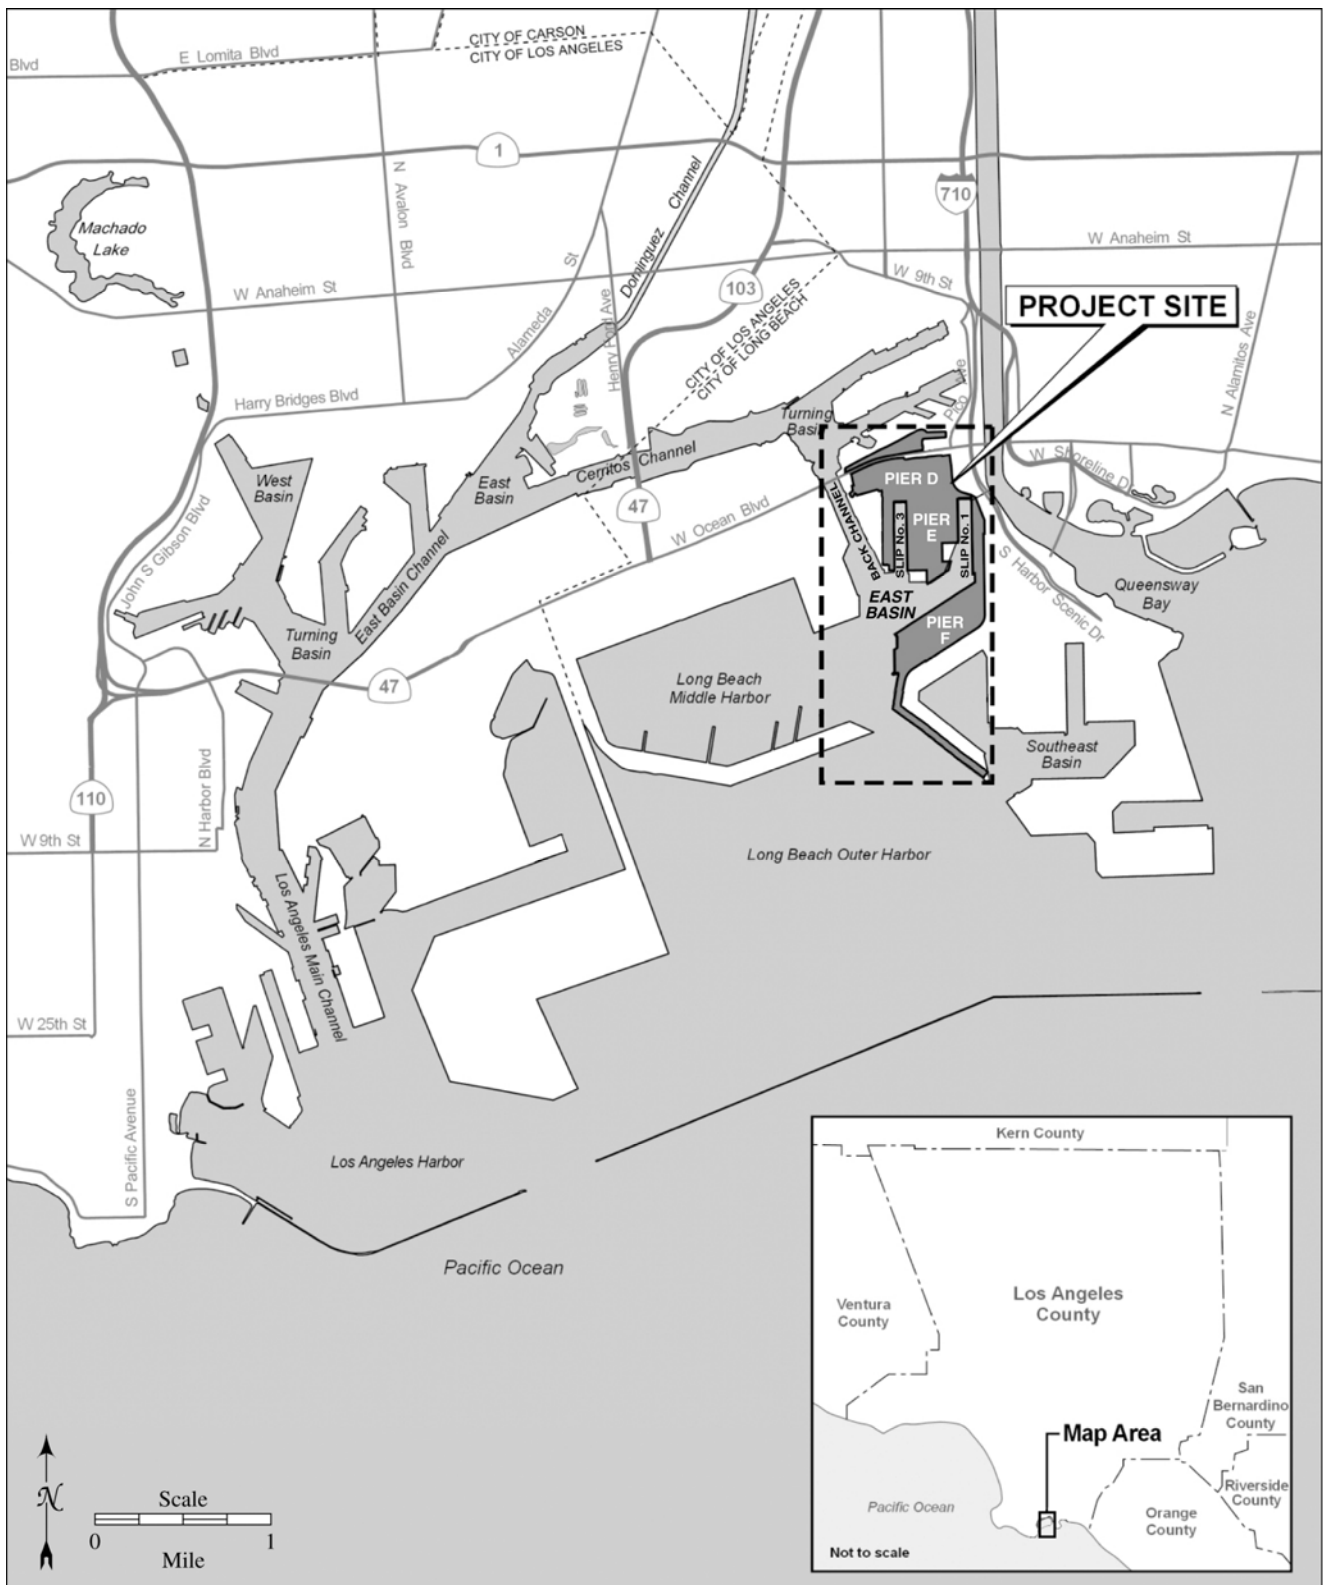 CITY OF CARSON
CITY OF LOS ANGELES
E Lomita Blvd
Blvd
1
N Avalon Blvd
Dominguez Channel
710
Machado
Lake
W Anaheim St
W Anaheim St
St
Alameda
Henry Ford Ave
103
W 9th St
CITY OF LOS ANGELES
CITY OF LONG BEACH
PROJECT SITE
N Alamitos Ave
Pico Ave
Harry Bridges Blvd
Turning
Basin
W Shoreline Dr
West
Basin
East
Basin
Cerritos Channel
47
W Ocean Blvd
PIER D
BACK CHANNEL
SLIP No. 3
PIER
E
SLIP No. 1
John S Gibson Blvd
East Basin Channel
S Harbor Scenic Dr
Queensway
Bay
EAST
BASIN
PIER
F
Turning
Basin
47
Long Beach
Middle Harbor
Southeast
Basin
110
N Harbor Blvd
W 9th St
Long Beach Outer Harbor
Los Angeles Main Channel
W 25th St
S Pacific Avenue
Los Angeles Harbor
Pacific Ocean
Kern County
Ventura
County
Los Angeles
County
San
Bernardino
County
Map Area
Riverside
County
Orange
County
Pacific Ocean
Not to scale
N
Scale
0 1
Mile